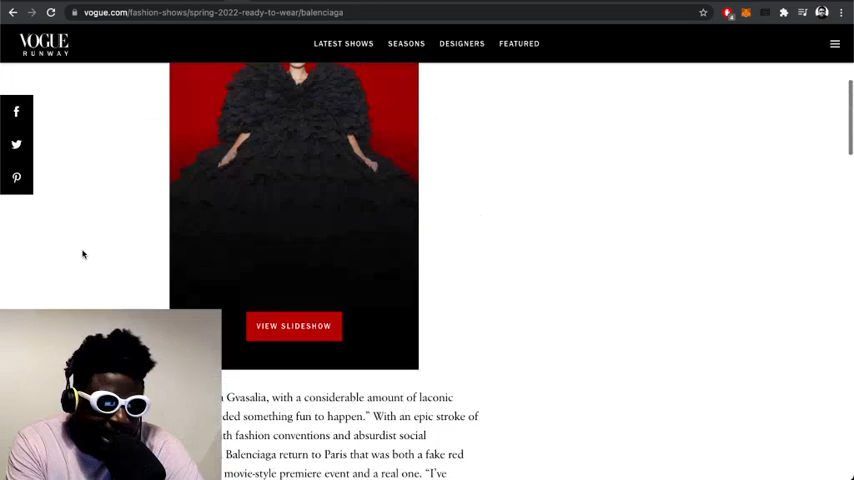 vogue.com/fashion-shows/spring-2022-ready-to-wear/balenciaga
VOGUE
RUNWAY
LATEST SHOWS SEASONS DESIGNERS FEATURED
VIEW SLIDESHOW
Gvasalia, with a considerable amount of laconic
ded something fun to happen.” With an epic stroke of
th fashion conventions and absurdist social
Balenciaga return to Paris that was both a fake red
movie-style premiere event and a real one. “I’ve